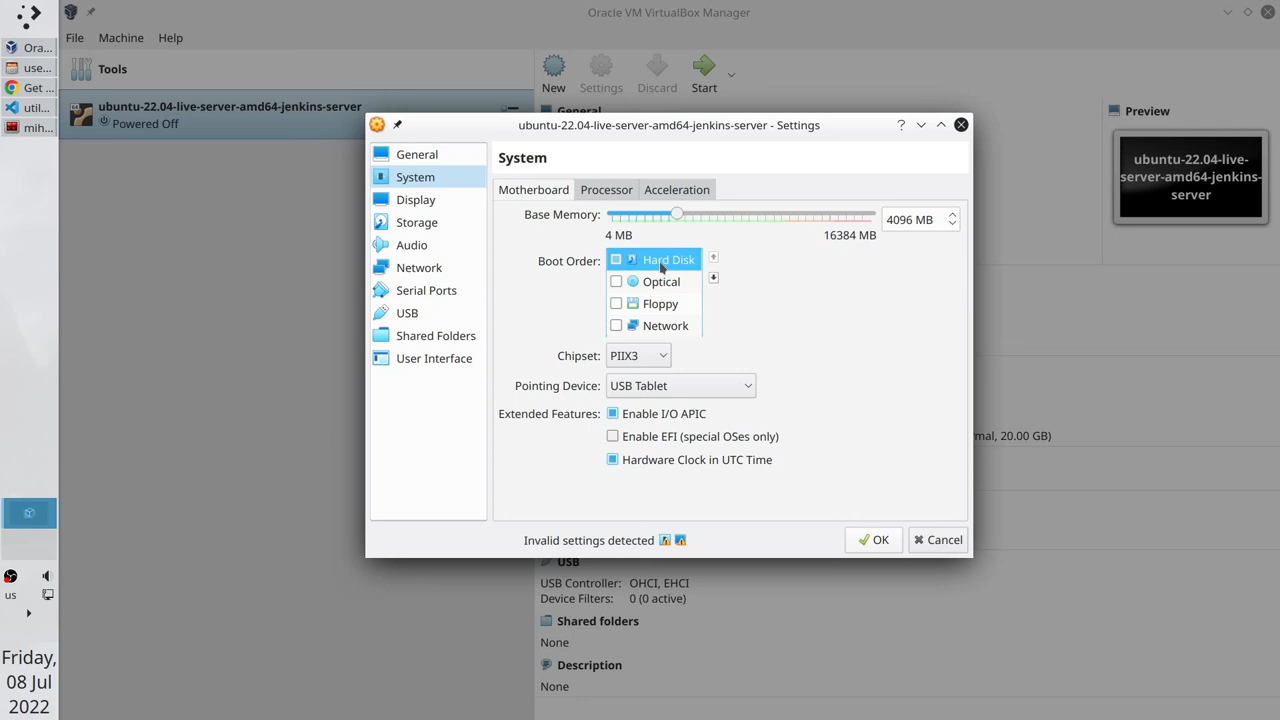 Oracle VM VirtualBox Manager
File Machine Help
Ora...
use...
Get ...
util...
mih...
Tools
New Settings Discard Start
ubuntu-22.04-live-server-amd64-jenkins-server
Powered Off
General
Preview
ubuntu-22.04-live-
server-amd64-jenkins-
server
ubuntu-22.04-live-server-amd64-jenkins-server - Settings
General
System
Display
Storage
Audio
Network
Serial Ports
USB
Shared Folders
User Interface
System
Motherboard Processor Acceleration
Base Memory: 4096 MB
4 MB 16384 MB
Boot Order: Hard Disk
Optical
Floppy
Network
Chipset: PIIX3
Pointing Device: USB Tablet
Extended Features: Enable I/O APIC
Enable EFI (special OSes only)
Hardware Clock in UTC Time
Invalid settings detected
OK Cancel
rmal, 20.00 GB)
USB
USB Controller: OHCI, EHCI
Device Filters: 0 (0 active)
Shared folders
None
Description
None
us
Friday,
08 Jul
2022